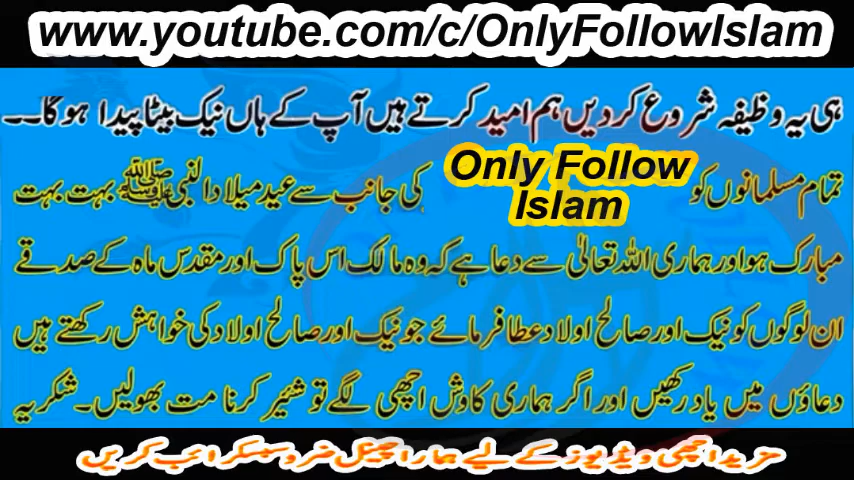 www.youtube.com/c/OnlyFollowIslam
ہی یہ وظیفہ شروع کر دیں ہم امید کرتے ہیں آپ کے ہاں نیک بیٹا پیدا ہو گا۔۔
تمام مسلمانوں کو Only Follow Islam کی جانب سے عید میلاد النبی ﷺ بہت بہت
مبارک ہو اور ہماری اللہ تعالیٰ سے دعا ہے کہ وہ مالک اس پاک اور مقدس ماہ کے صدقے
ان لوگوں کو نیک اور صالح اولاد عطا فرمائے جو نیک اور صالح اولاد کی خواہش رکھتے ہیں
دعاؤں میں یاد رکھیں اور اگر ہماری کاوش اچھی لگے تو شئیر کرنا مت بھولیں۔ شکریہ
مزید اچھی ویڈیوز کے لیے ہمارا چینل ضرو سبسکرائب کریں